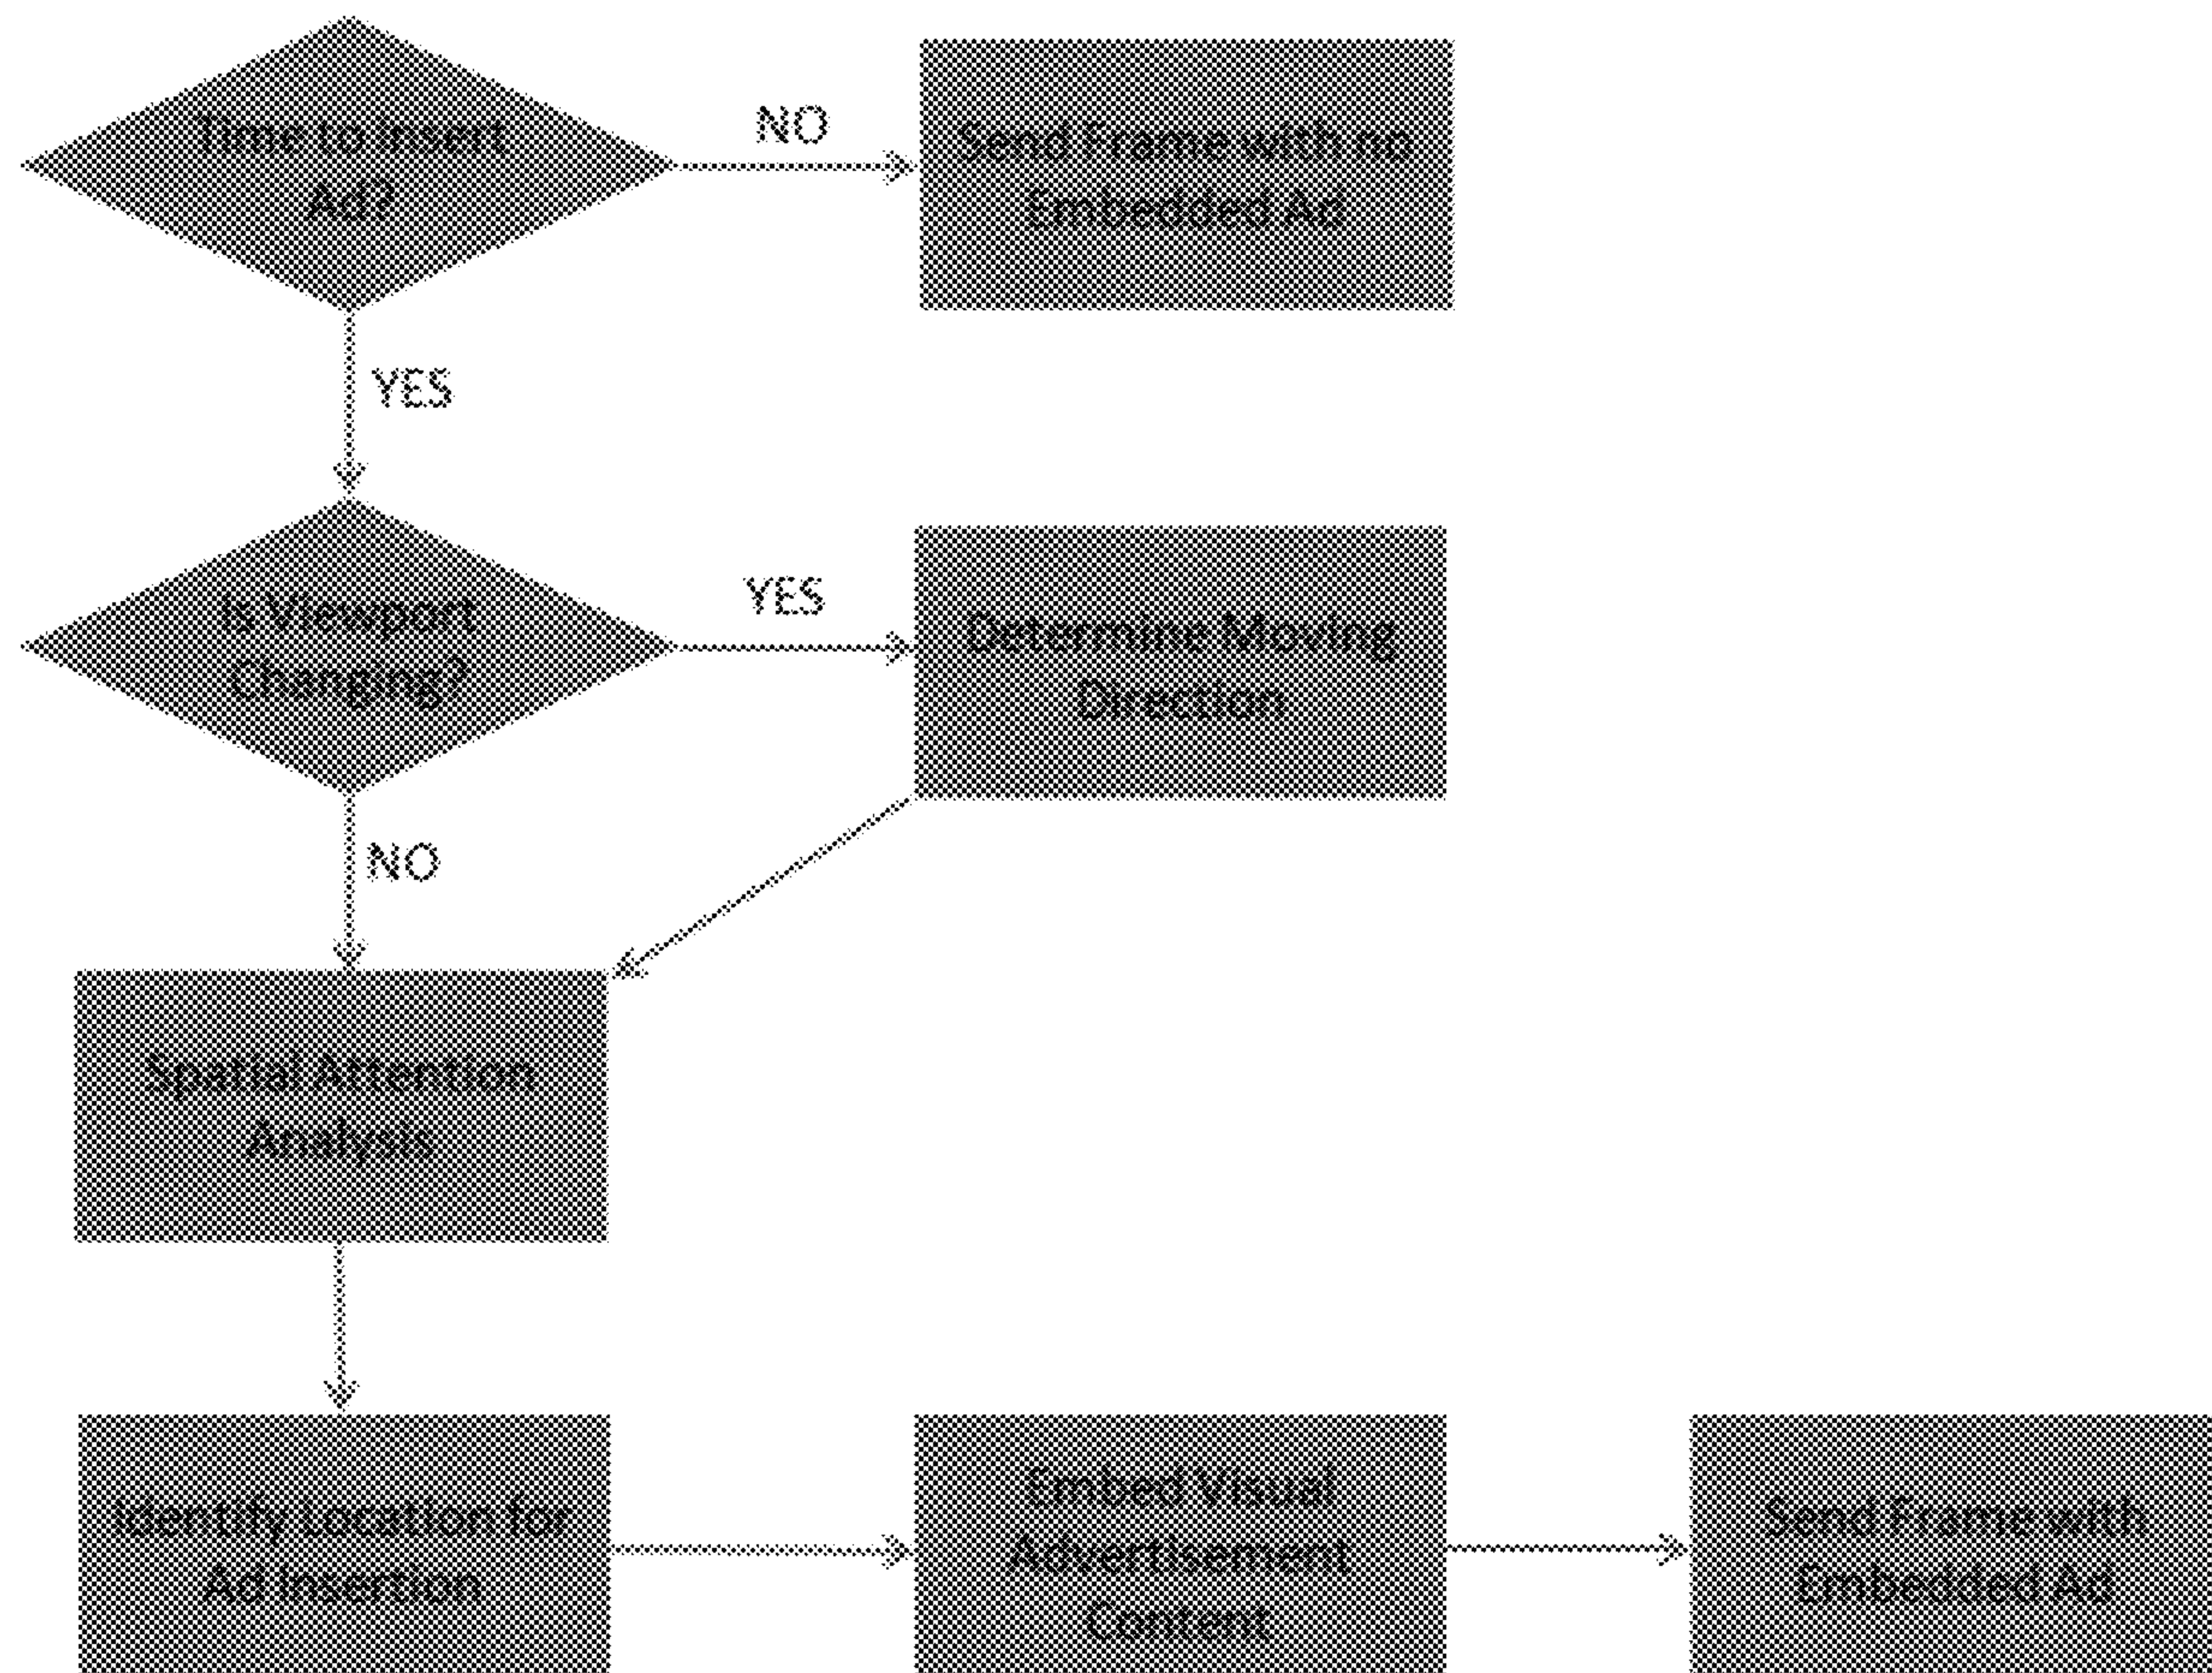 Time to Insert
Ad?
NO
Send Frame with no
Embedded Ad
YES
Is Viewport
Changing?
YES
Determine Moving
Direction
NO
Spatial Attention
Analysis
Identify Location for
Ad Insertion
Embed Visual
Advertisement
Content
Send Frame with
Embedded Ad